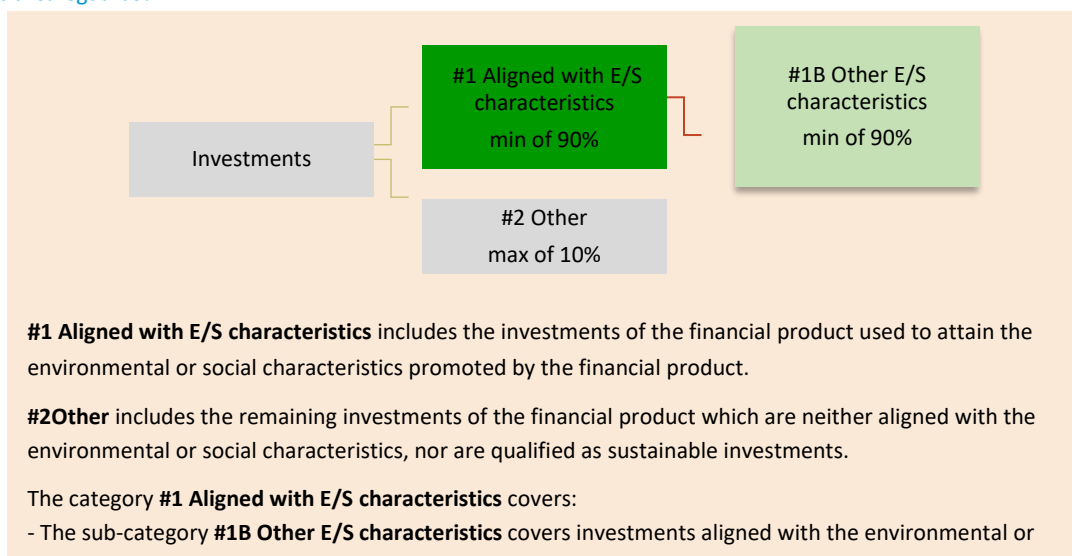 #1 Aligned with E/S
characteristics
min of 90%
#1B Other E/S
characteristics
min of 90%
Investments
#2 Other
max of 10%
#1 Aligned with E/S characteristics includes the investments of the financial product used to attain the
environmental or social characteristics promoted by the financial product.
#2Other includes the remaining investments of the financial product which are neither aligned with the
environmental or social characteristics, nor are qualified as sustainable investments.
The category #1 Aligned with E/S characteristics covers:
- The sub-category #1B Other E/S characteristics covers investments aligned with the environmental or